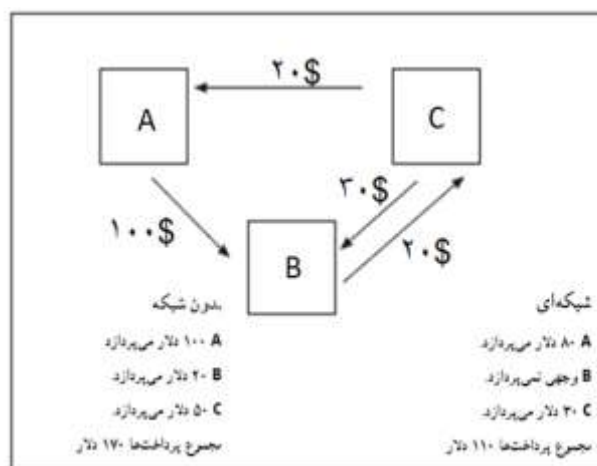 ۲۰$
A
C
۳۰$
۱۰۰$
B
۲۰$
شبکه‌ای
A ۸۰ دلار می‌پردازد.
B وجهی نمی‌پردازد.
C ۳۰ دلار می‌پردازد.
مجموع پرداخت‌ها ۱۱۰ دلار
بدون شبکه
A ۱۰۰ دلار می‌پردازد
B ۲۰ دلار می‌پردازد.
C ۵۰ دلار می‌پردازد.
مجموع پرداخت‌ها ۱۷۰ دلار